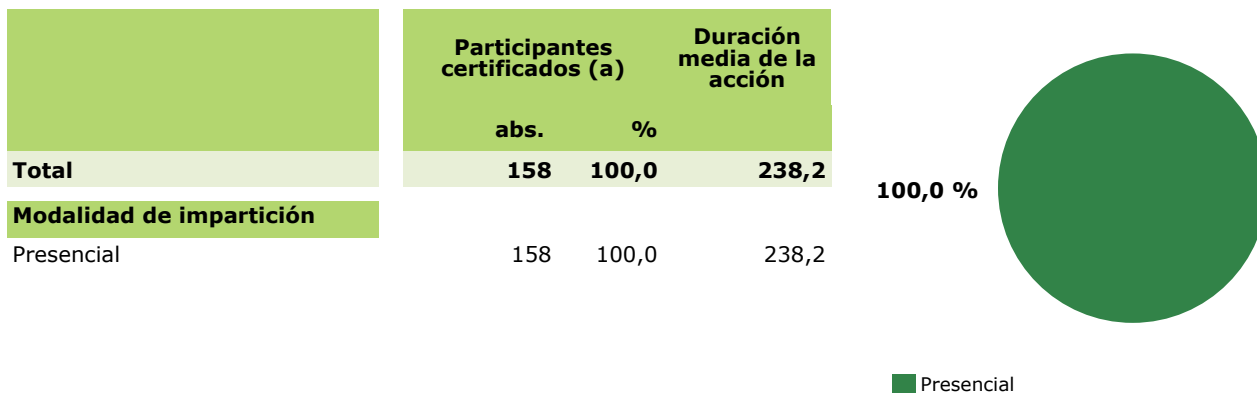 Participantes
certificados (a)
Duración
media de la
acción
abs. %
Total 158 100,0 238,2
Modalidad de impartición
Presencial 158 100,0 238,2
100,0 %
Presencial